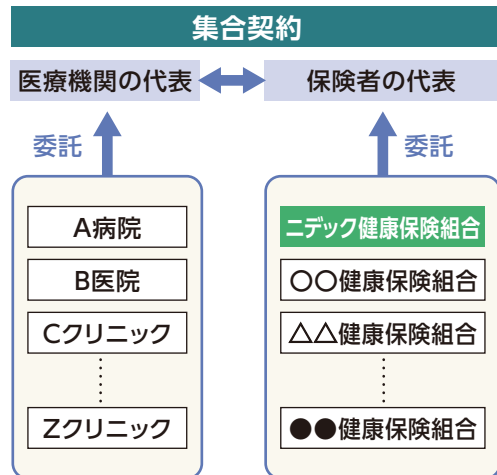 集合契約
医療機関の代表
保険者の代表
委託
委託
A病院
B医院
Cクリニック
Zクリニック
ニデック健康保険組合
○○健康保険組合
△△健康保険組合
●●健康保険組合